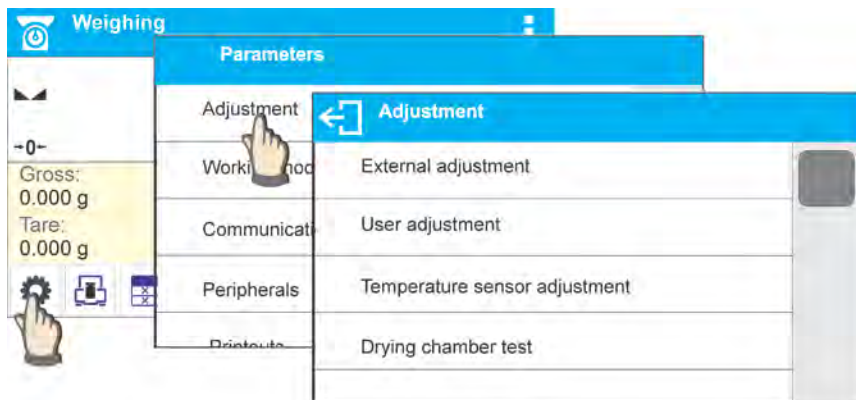 Weighing
→0←
Gross:
0.000 g
Tare:
0.000 g
Parameters
Adjustment
Communicati
Peripherals
Printouts
Adjustment
External adjustment
User adjustment
Temperature sensor adjustment
Drying chamber test